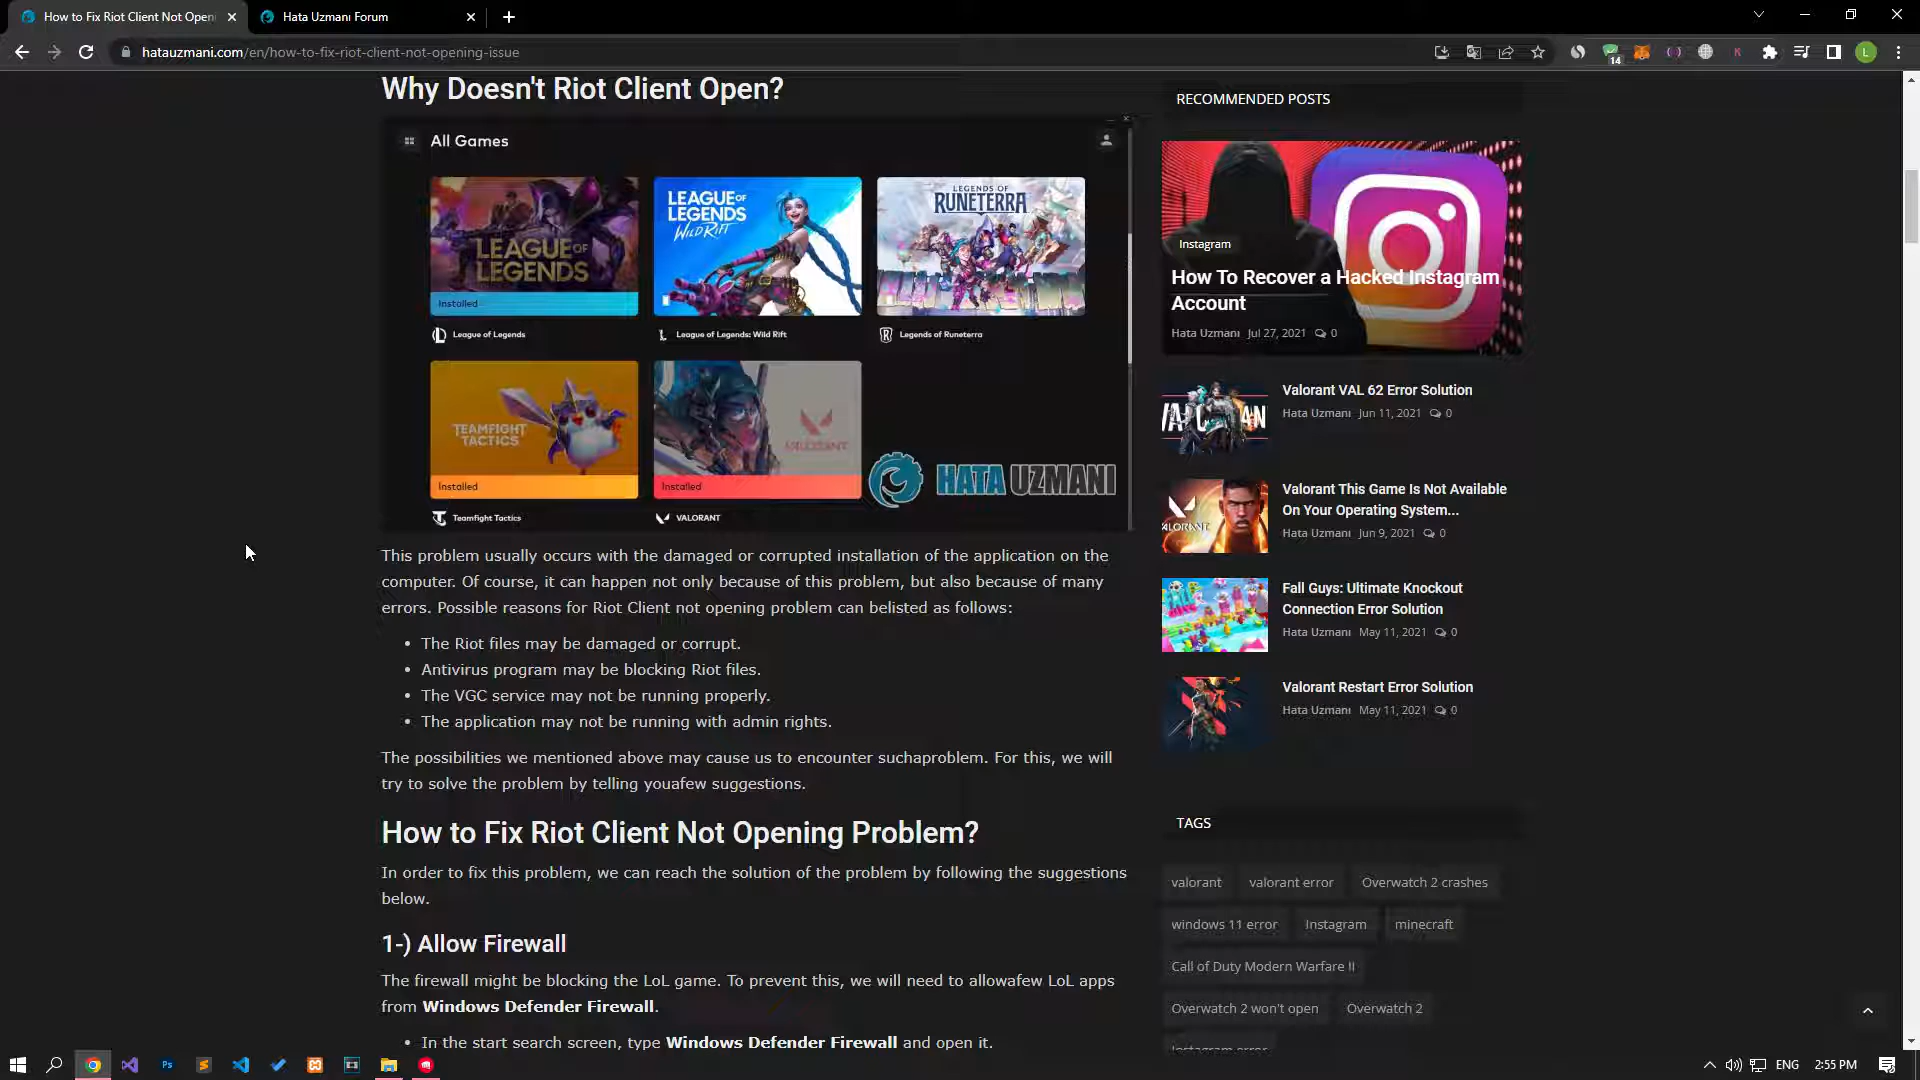 How to Fix Riot Client Not Openi
Hata Uzmanı Forum
hatauzmani.com/en/how-to-fix-riot-client-not-opening-issue
14
L
Why Doesn't Riot Client Open?
All Games
LEAGUE OF
LEGENDS
Installed
League of Legends
LEAGUE OF
LEGENDS
WILD RIFT
League of Legends: Wild Rift
LEGENDS OF
RUNETERRA
Legends of Runeterra
TEAMFIGHT
TACTICS
Installed
Teamfight Tactics
VALORANT
Installed
VALORANT
HATA UZMANI
This problem usually occurs with the damaged or corrupted installation of the application on the
computer. Of course, it can happen not only because of this problem, but also because of many
errors. Possible reasons for Riot Client not opening problem can belisted as follows:
• The Riot files may be damaged or corrupt.
• Antivirus program may be blocking Riot files.
• The VGC service may not be running properly.
• The application may not be running with admin rights.
The possibilities we mentioned above may cause us to encounter suchaproblem. For this, we will
try to solve the problem by telling youafew suggestions.
How to Fix Riot Client Not Opening Problem?
In order to fix this problem, we can reach the solution of the problem by following the suggestions
below.
1-) Allow Firewall
The firewall might be blocking the LoL game. To prevent this, we will need to allowafew LoL apps
from Windows Defender Firewall.
• In the start search screen, type Windows Defender Firewall and open it.
RECOMMENDED POSTS
Instagram
How To Recover a Hacked Instagram
Account
Hata Uzmanı Jul 27, 2021 0
Valorant VAL 62 Error Solution
Hata Uzmanı Jun 11, 2021 0
Valorant This Game Is Not Available
On Your Operating System...
Hata Uzmanı Jun 9, 2021 0
Fall Guys: Ultimate Knockout
Connection Error Solution
Hata Uzmanı May 11, 2021 0
Valorant Restart Error Solution
Hata Uzmanı May 11, 2021 0
TAGS
valorant valorant error Overwatch 2 crashes
windows 11 error Instagram minecraft
Call of Duty Modern Warfare II
Overwatch 2 won't open Overwatch 2
Instagram error
Ps
ENG
2:55 PM